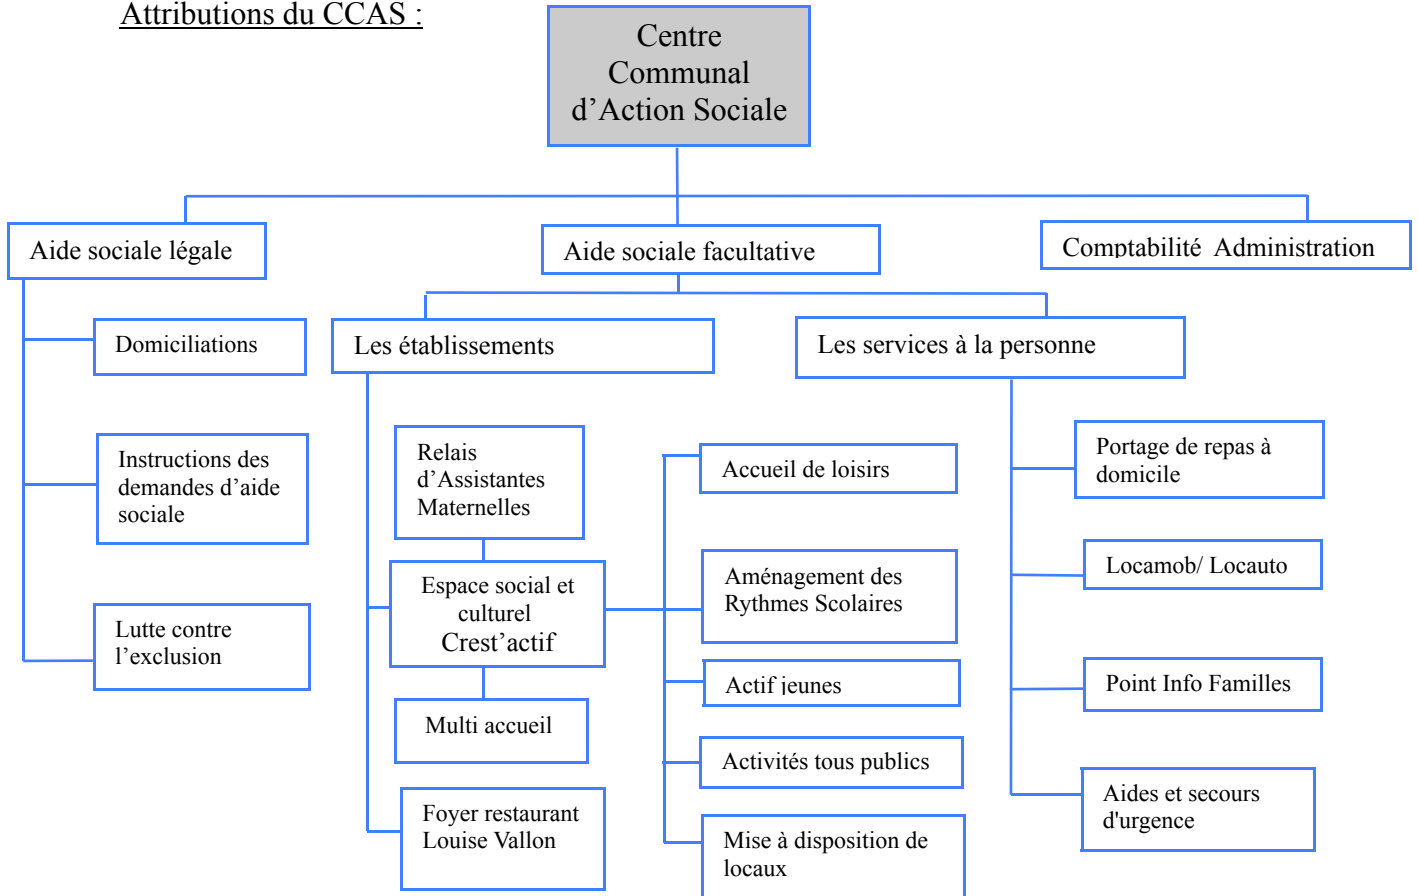 Attributions du CCAS :
Centre
Communal
d’Action Sociale
Aide sociale légale
Aide sociale facultative
Comptabilité Administration
Domiciliations
Instructions des
demandes d’aide
sociale
Lutte contre
l’exclusion
Les établissements
Relais
d’Assistantes
Maternelles
Espace social et
culturel
Crest’actif
Multi accueil
Foyer restaurant
Louise Vallon
Accueil de loisirs
Aménagement des
Rythmes Scolaires
Actif jeunes
Activités tous publics
Mise à disposition de
locaux
Les services à la personne
Portage de repas à
domicile
Locamob/ Locauto
Point Info Familles
Aides et secours
d'urgence